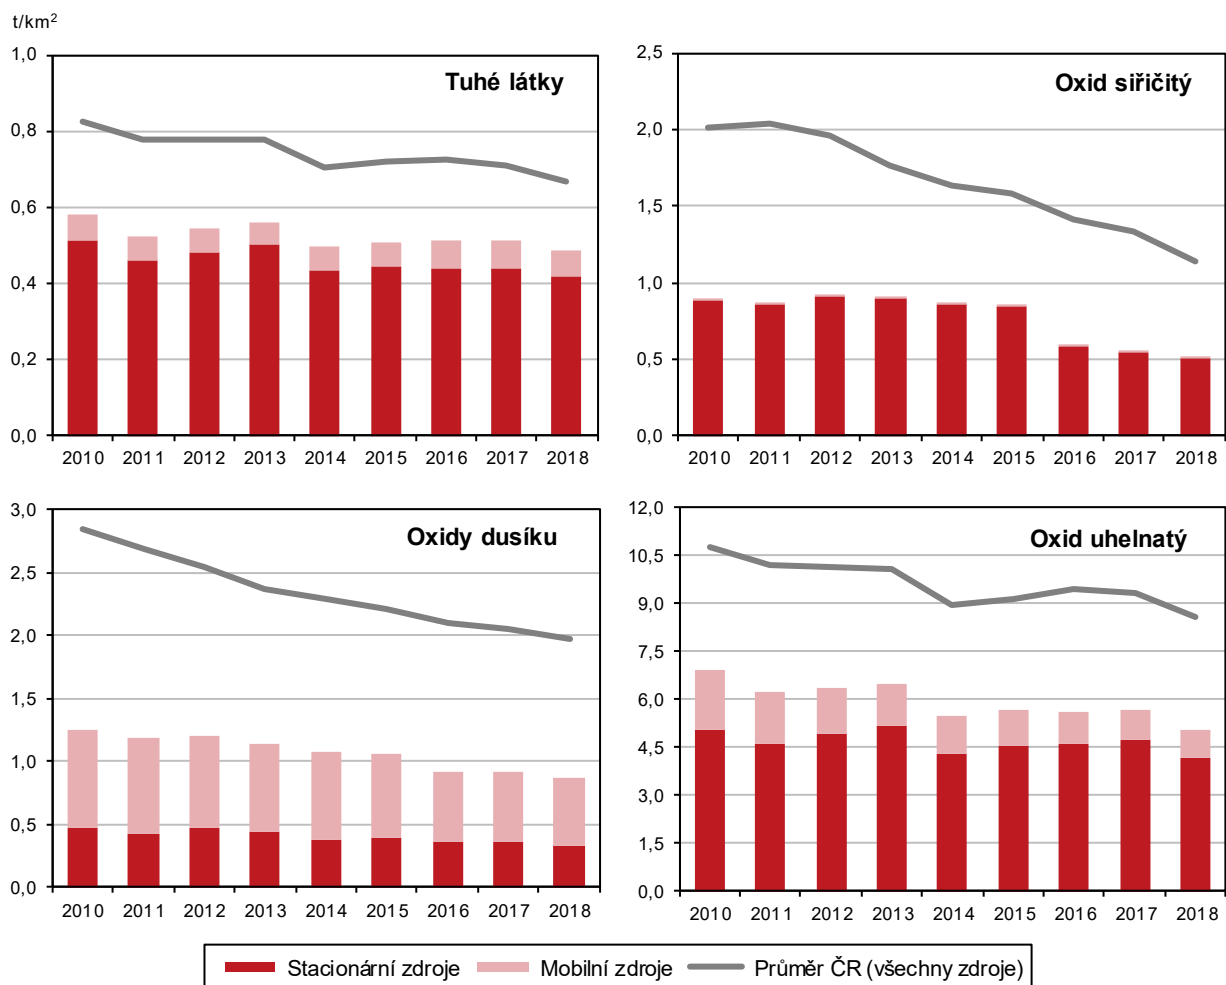 t/km²
Tuhé látky
1,0
0,8
0,6
0,4
0,2
0,0
2010 2011 2012 2013 2014 2015 2016 2017 2018
Oxid siřičitý
2,5
2,0
1,5
1,0
0,5
0,0
2010 2011 2012 2013 2014 2015 2016 2017 2018
Oxidy dusíku
3,0
2,5
2,0
1,5
1,0
0,5
0,0
2010 2011 2012 2013 2014 2015 2016 2017 2018
Oxid uhelnatý
12,0
10,5
9,0
7,5
6,0
4,5
3,0
1,5
0,0
2010 2011 2012 2013 2014 2015 2016 2017 2018
Stacionární zdroje Mobilní zdroje Průměr ČR (všechny zdroje)